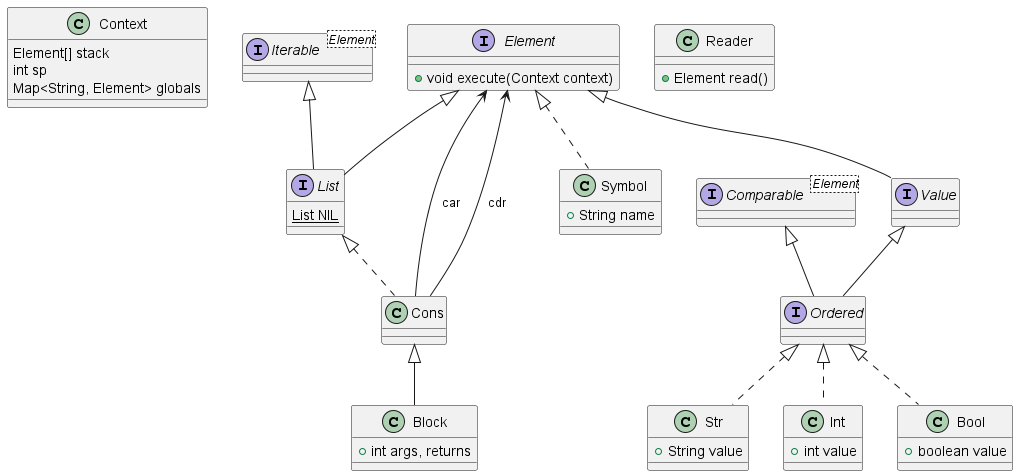 C Context
Element[] stack
int sp
Map<String, Element> globals
I Iterable
Element
I Element
void execute(Context context)
C Reader
Element read()
I List
List NIL
car
cdr
C Symbol
String name
I Comparable
Element
I Value
C Cons
I Ordered
C Block
int args, returns
C Str
String value
C Int
int value
C Bool
boolean value